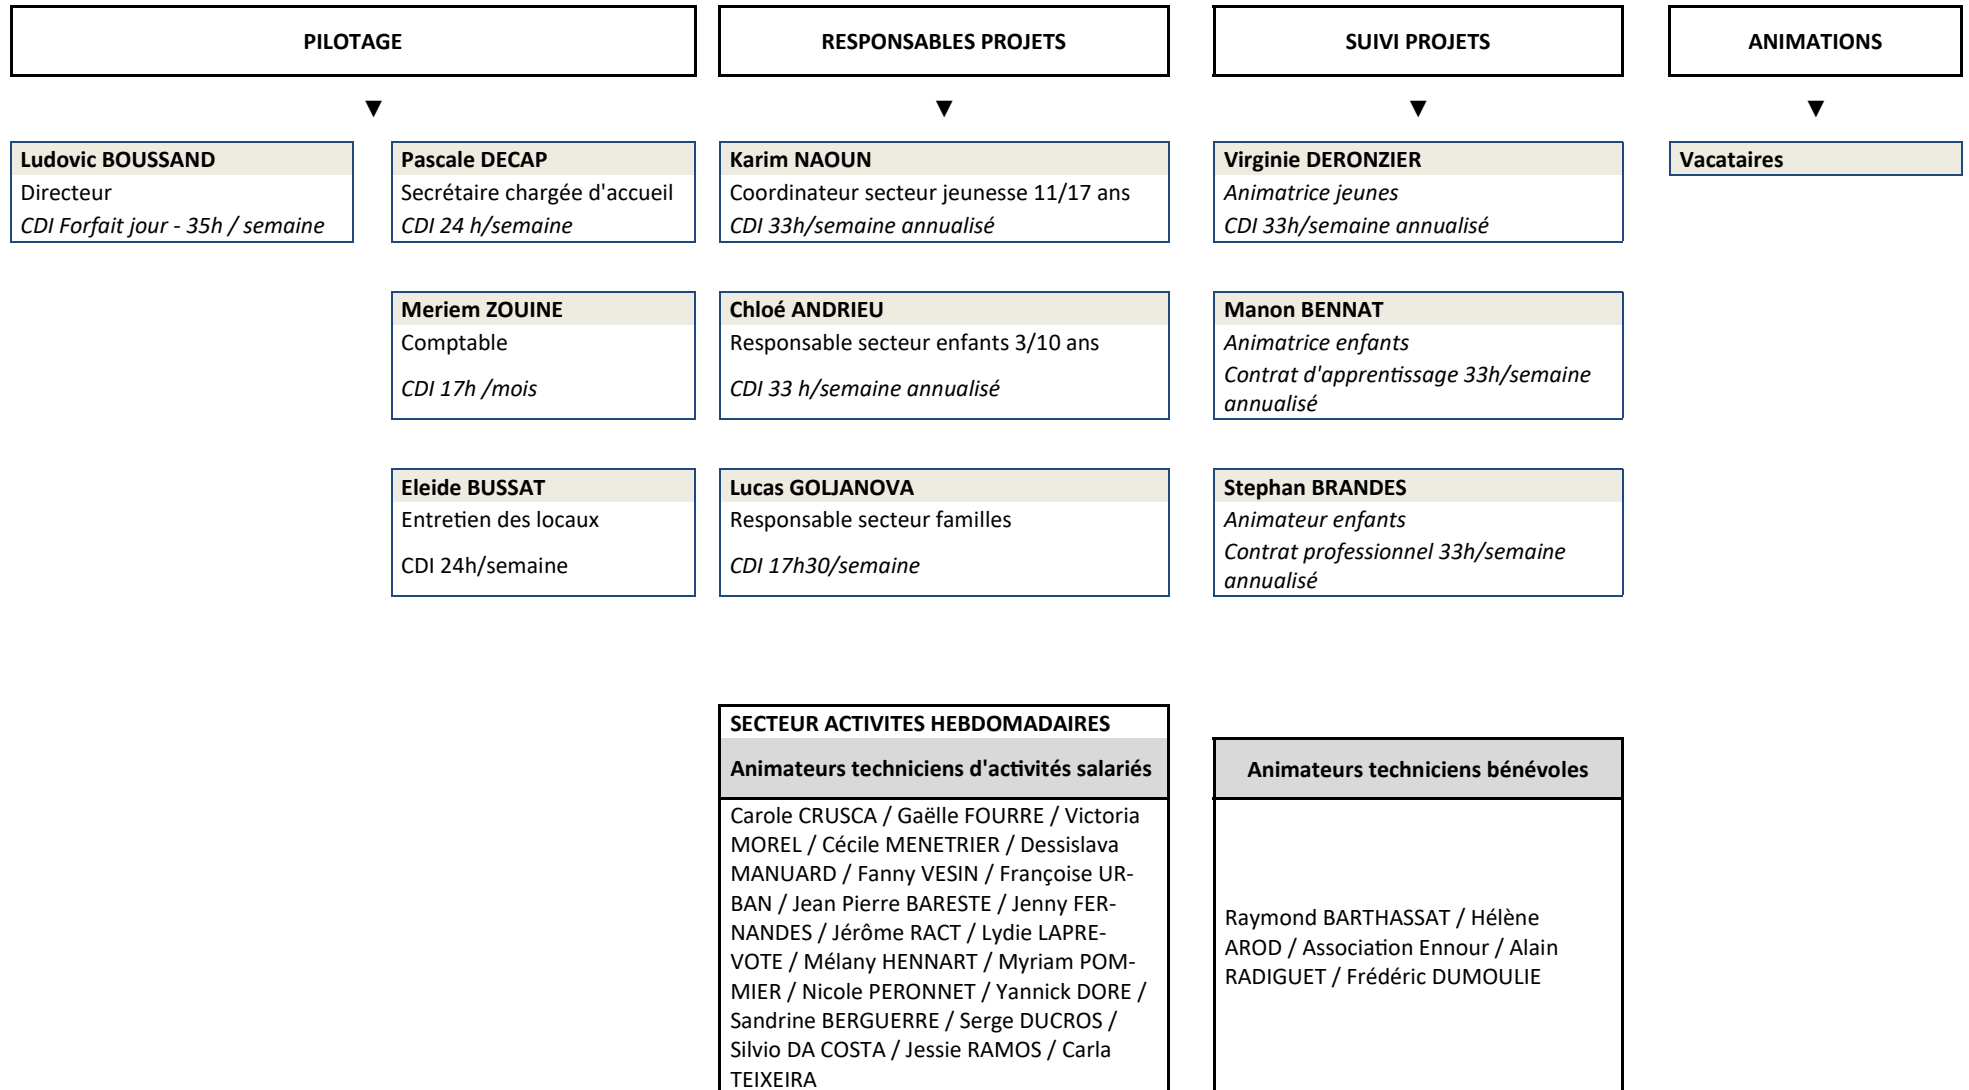 PILOTAGE
RESPONSABLES PROJETS
SUIVI PROJETS
ANIMATIONS
▼
▼
▼
▼
Ludovic BOUSSAND
Directeur
CDI Forfait jour - 35h / semaine
Pascale DECAP
Secrétaire chargée d'accueil
CDI 24 h/semaine
Karim NAOUN
Coordinateur secteur jeunesse 11/17 ans
CDI 33h/semaine annualisé
Virginie DERONZIER
Animatrice jeunes
CDI 33h/semaine annualisé
Vacataires
Meriem ZOUINE
Comptable
CDI 17h /mois
Chloé ANDRIEU
Responsable secteur enfants 3/10 ans
CDI 33 h/semaine annualisé
Manon BENNAT
Animatrice enfants
Contrat d'apprentissage 33h/semaine
annualisé
Eleide BUSSAT
Entretien des locaux
CDI 24h/semaine
Lucas GOLJANOVA
Responsable secteur familles
CDI 17h30/semaine
Stephan BRANDES
Animateur enfants
Contrat professionnel 33h/semaine
annualisé
SECTEUR ACTIVITES HEBDOMADAIRES
Animateurs techniciens d'activités salariés
Carole CRUSCA / Gaëlle FOURRE / Victoria
MOREL / Cécile MENETRIER / Dessislava
MANUARD / Fanny VESIN / Françoise UR-
BAN / Jean Pierre BARESTE / Jenny FER-
NANDES / Jérôme RACT / Lydie LAPRE-
VOTE / Mélany HENNART / Myriam POM-
MIER / Nicole PERONNET / Yannick DORE /
Sandrine BERGUERRE / Serge DUCROS /
Silvio DA COSTA / Jessie RAMOS / Carla
TEIXEIRA
Animateurs techniciens bénévoles
Raymond BARTHASSAT / Hélène
AROD / Association Ennour / Alain
RADIGUET / Frédéric DUMOULIE